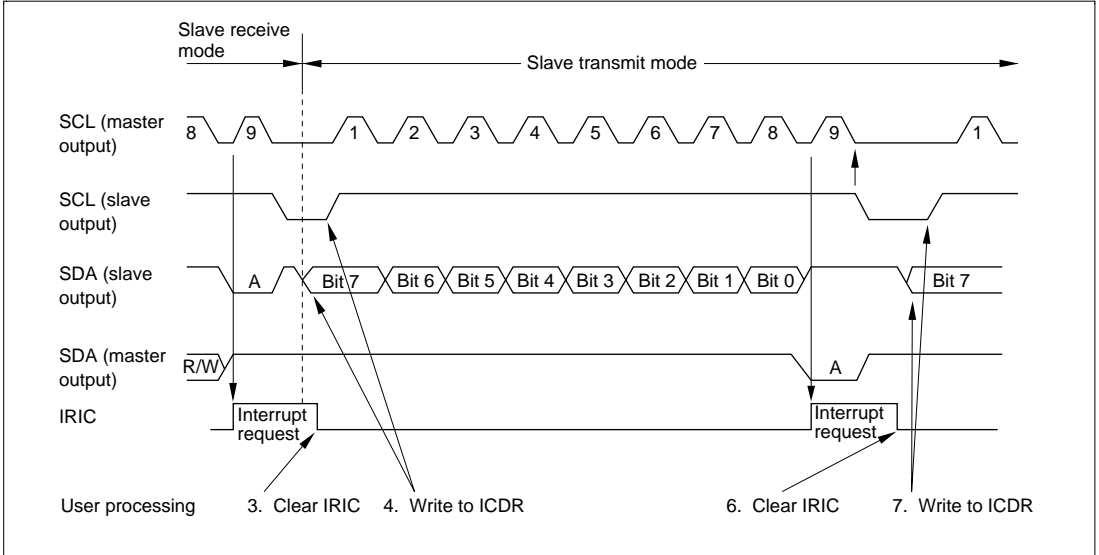 Slave receive
mode
Slave transmit mode
SCL (master
output)
8 9 1 2 3 4 5 6 7 8 9 1
SCL (slave
output)
SDA (slave
output)
A Bit 7 Bit 6 Bit 5 Bit 4 Bit 3 Bit 2 Bit 1 Bit 0 Bit 7
SDA (master
output)
R/W A
IRIC
Interrupt
request
Interrupt
request
User processing 3. Clear IRIC 4. Write to ICDR 6. Clear IRIC 7. Write to ICDR